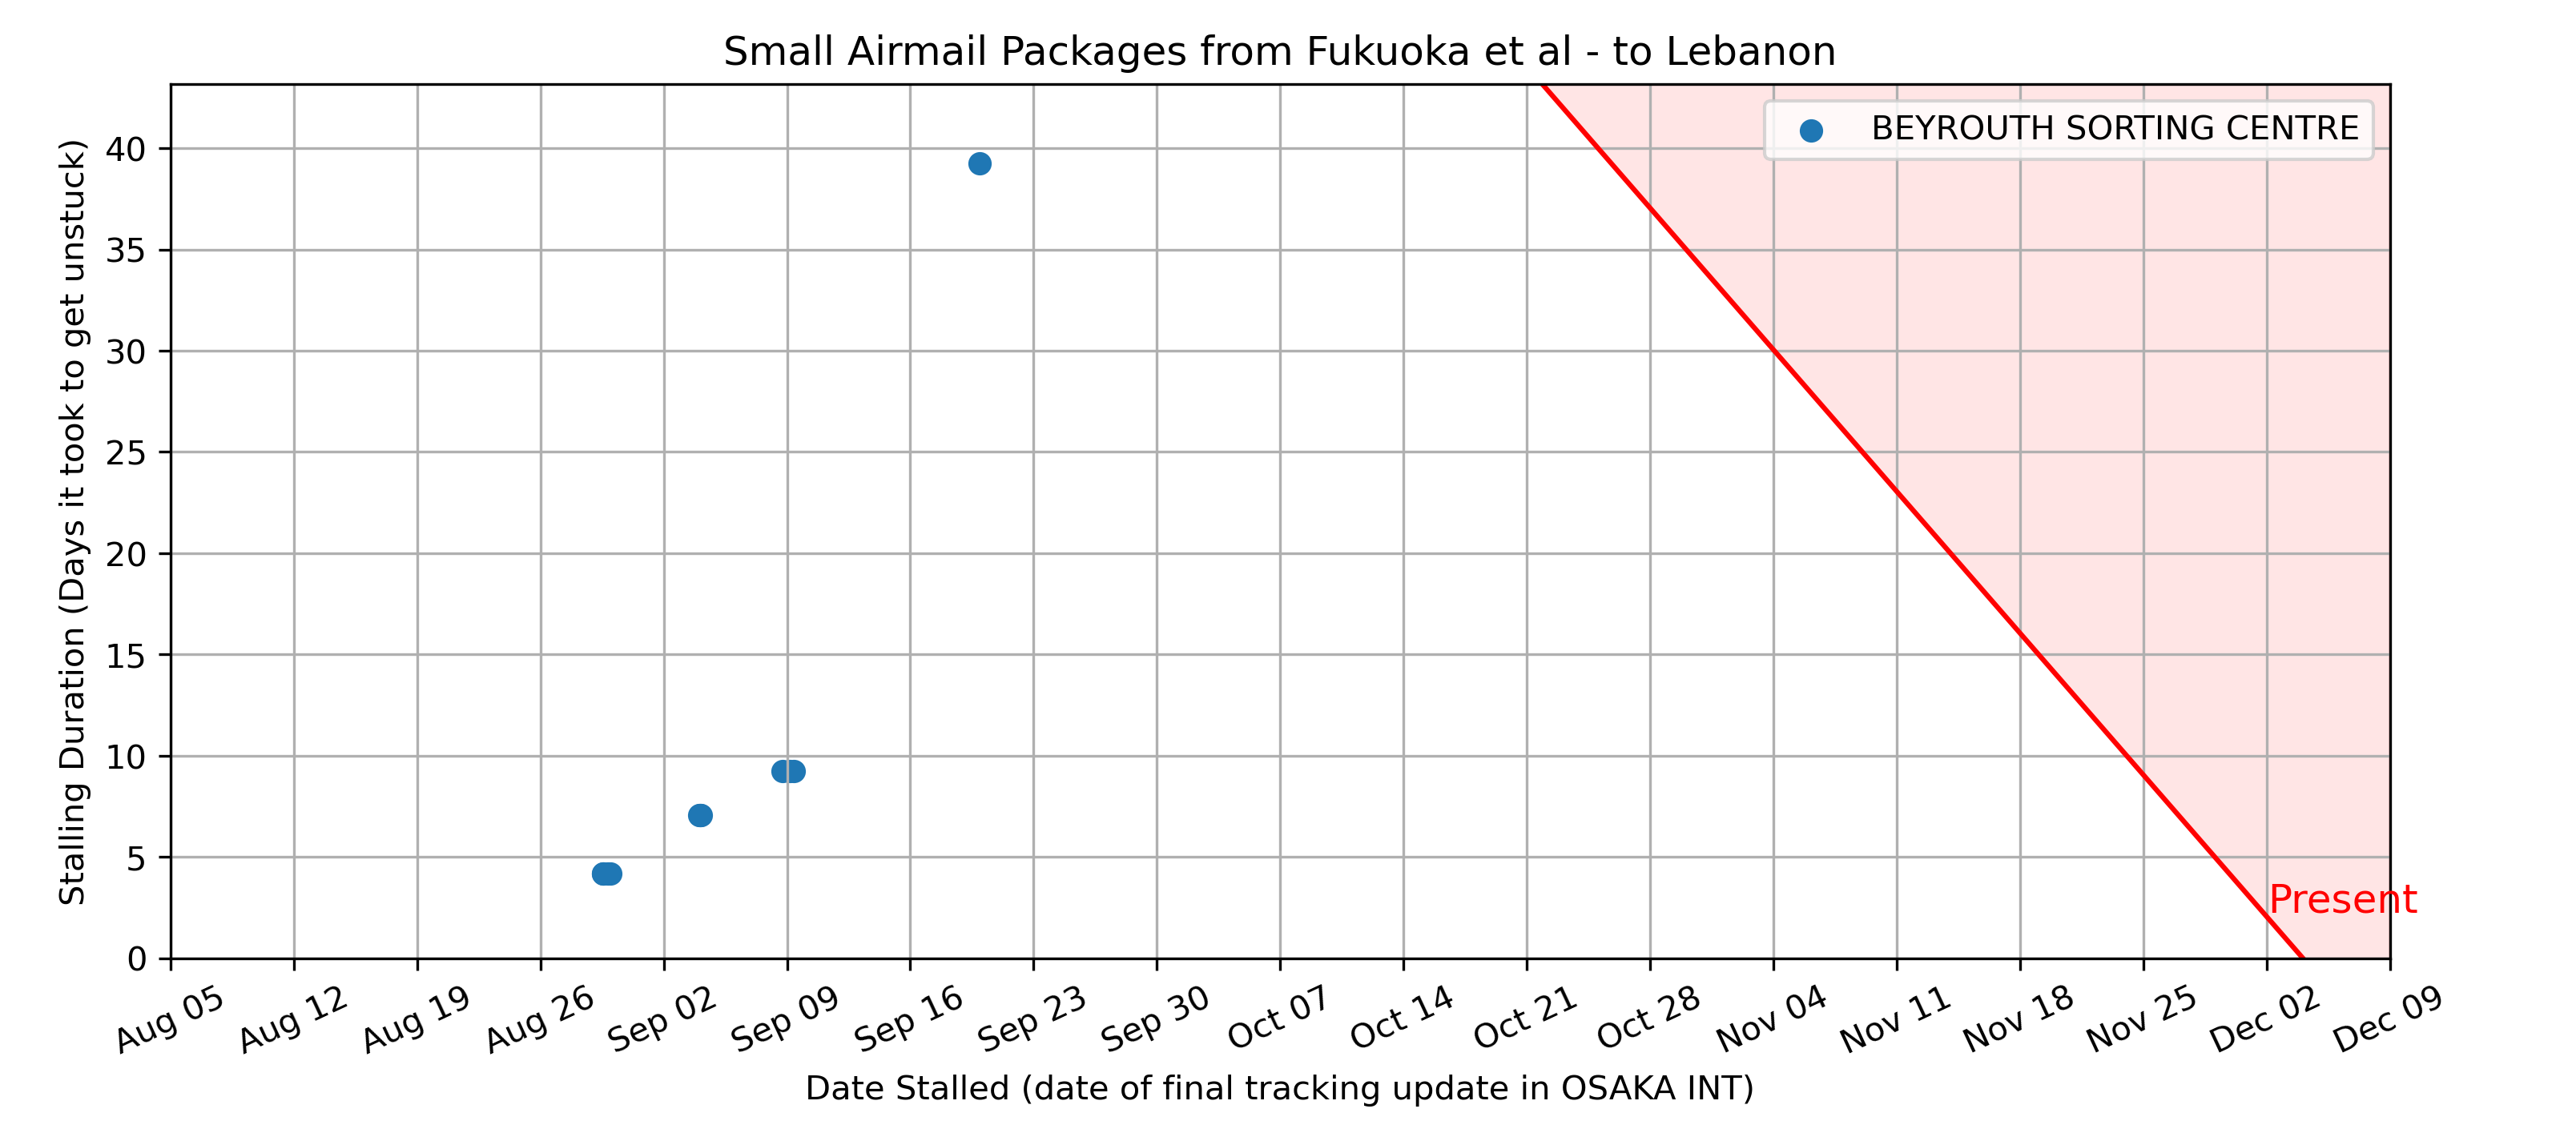 Small Airmail Packages from Fukuoka et al - to Lebanon
BEYROUTH SORTING CENTRE
Stalling Duration (Days it took to get unstuck)
40
35
30
25
20
15
10
5
0
Present
Aug 05
Aug 12
Aug 19
Aug 26
Sep 02
Sep 09
Sep 16
Sep 23
Sep 30
Oct 07
Oct 14
Oct 21
Oct 28
Nov 04
Nov 11
Nov 18
Nov 25
Dec 02
Dec 09
Date Stalled (date of final tracking update in OSAKA INT)